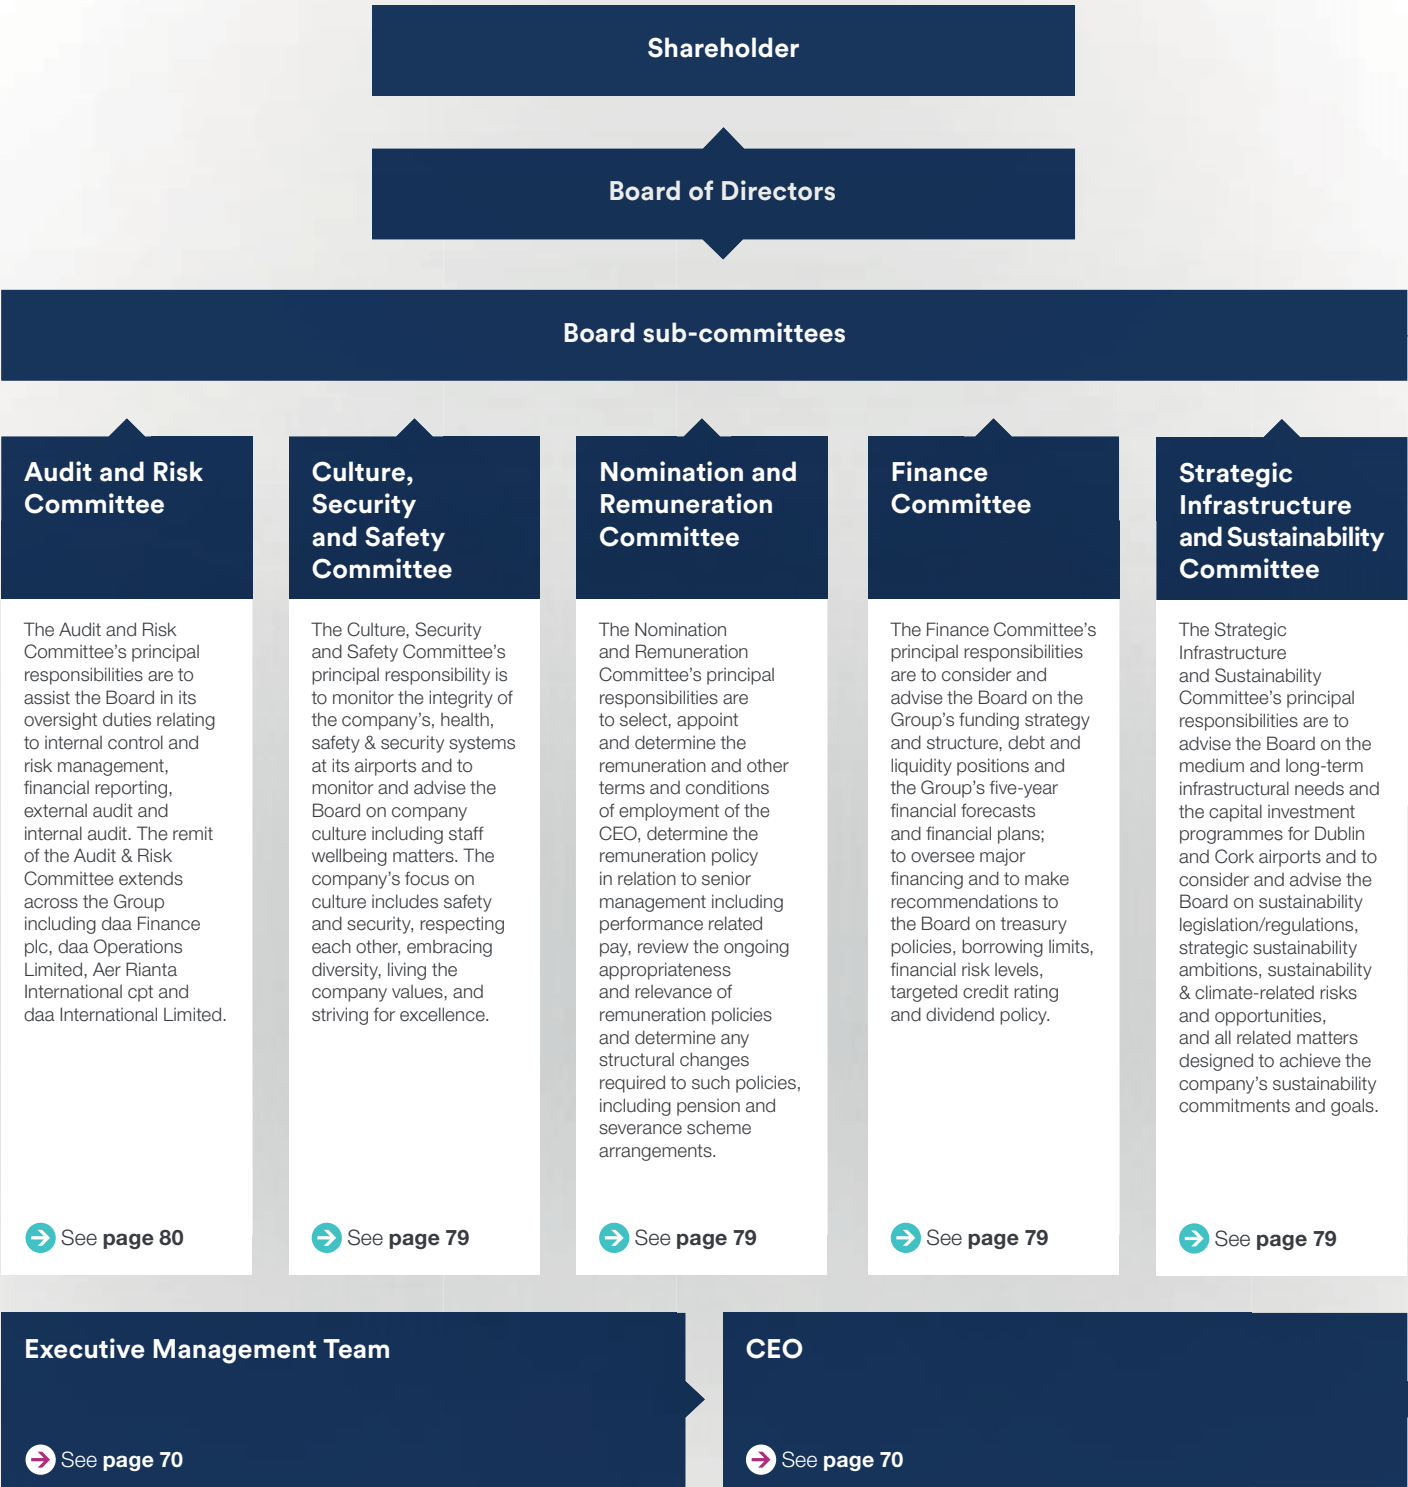 Shareholder
Board of Directors
Board sub-committees
Audit and Risk
Committee
The Audit and Risk
Committee’s principal
responsibilities are to
assist the Board in its
oversight duties relating
to internal control and
risk management,
financial reporting,
external audit and
internal audit. The remit
of the Audit & Risk
Committee extends
across the Group
including daa Finance
plc, daa Operations
Limited, Aer Rianta
International cpt and
daa International Limited.
See page 80
Culture,
Security
and Safety
Committee
The Culture, Security
and Safety Committee’s
principal responsibility is
to monitor the integrity of
the company’s, health,
safety & security systems
at its airports and to
monitor and advise the
Board on company
culture including staff
wellbeing matters. The
company’s focus on
culture includes safety
and security, respecting
each other, embracing
diversity, living the
company values, and
striving for excellence.
See page 79
Nomination and
Remuneration
Committee
The Nomination
and Remuneration
Committee’s principal
responsibilities are
to select, appoint
and determine the
remuneration and other
terms and conditions
of employment of the
CEO, determine the
remuneration policy
in relation to senior
management including
performance related
pay, review the ongoing
appropriateness
and relevance of
remuneration policies
and determine any
structural changes
required to such policies,
including pension and
severance scheme
arrangements.
See page 79
Finance
Committee
The Finance Committee’s
principal responsibilities
are to consider and
advise the Board on the
Group’s funding strategy
and structure, debt and
liquidity positions and
the Group’s five-year
financial forecasts
and financial plans;
to oversee major
financing and to make
recommendations to
the Board on treasury
policies, borrowing limits,
financial risk levels,
targeted credit rating
and dividend policy.
See page 79
Strategic
Infrastructure
and Sustainability
Committee
The Strategic
Infrastructure
and Sustainability
Committee’s principal
responsibilities are to
advise the Board on the
medium and long-term
infrastructural needs and
the capital investment
programmes for Dublin
and Cork airports and to
consider and advise the
Board on sustainability
legislation/regulations,
strategic sustainability
ambitions, sustainability
& climate-related risks
and opportunities,
and all related matters
designed to achieve the
company’s sustainability
commitments and goals.
See page 79
Executive Management Team
See page 70
CEO
See page 70